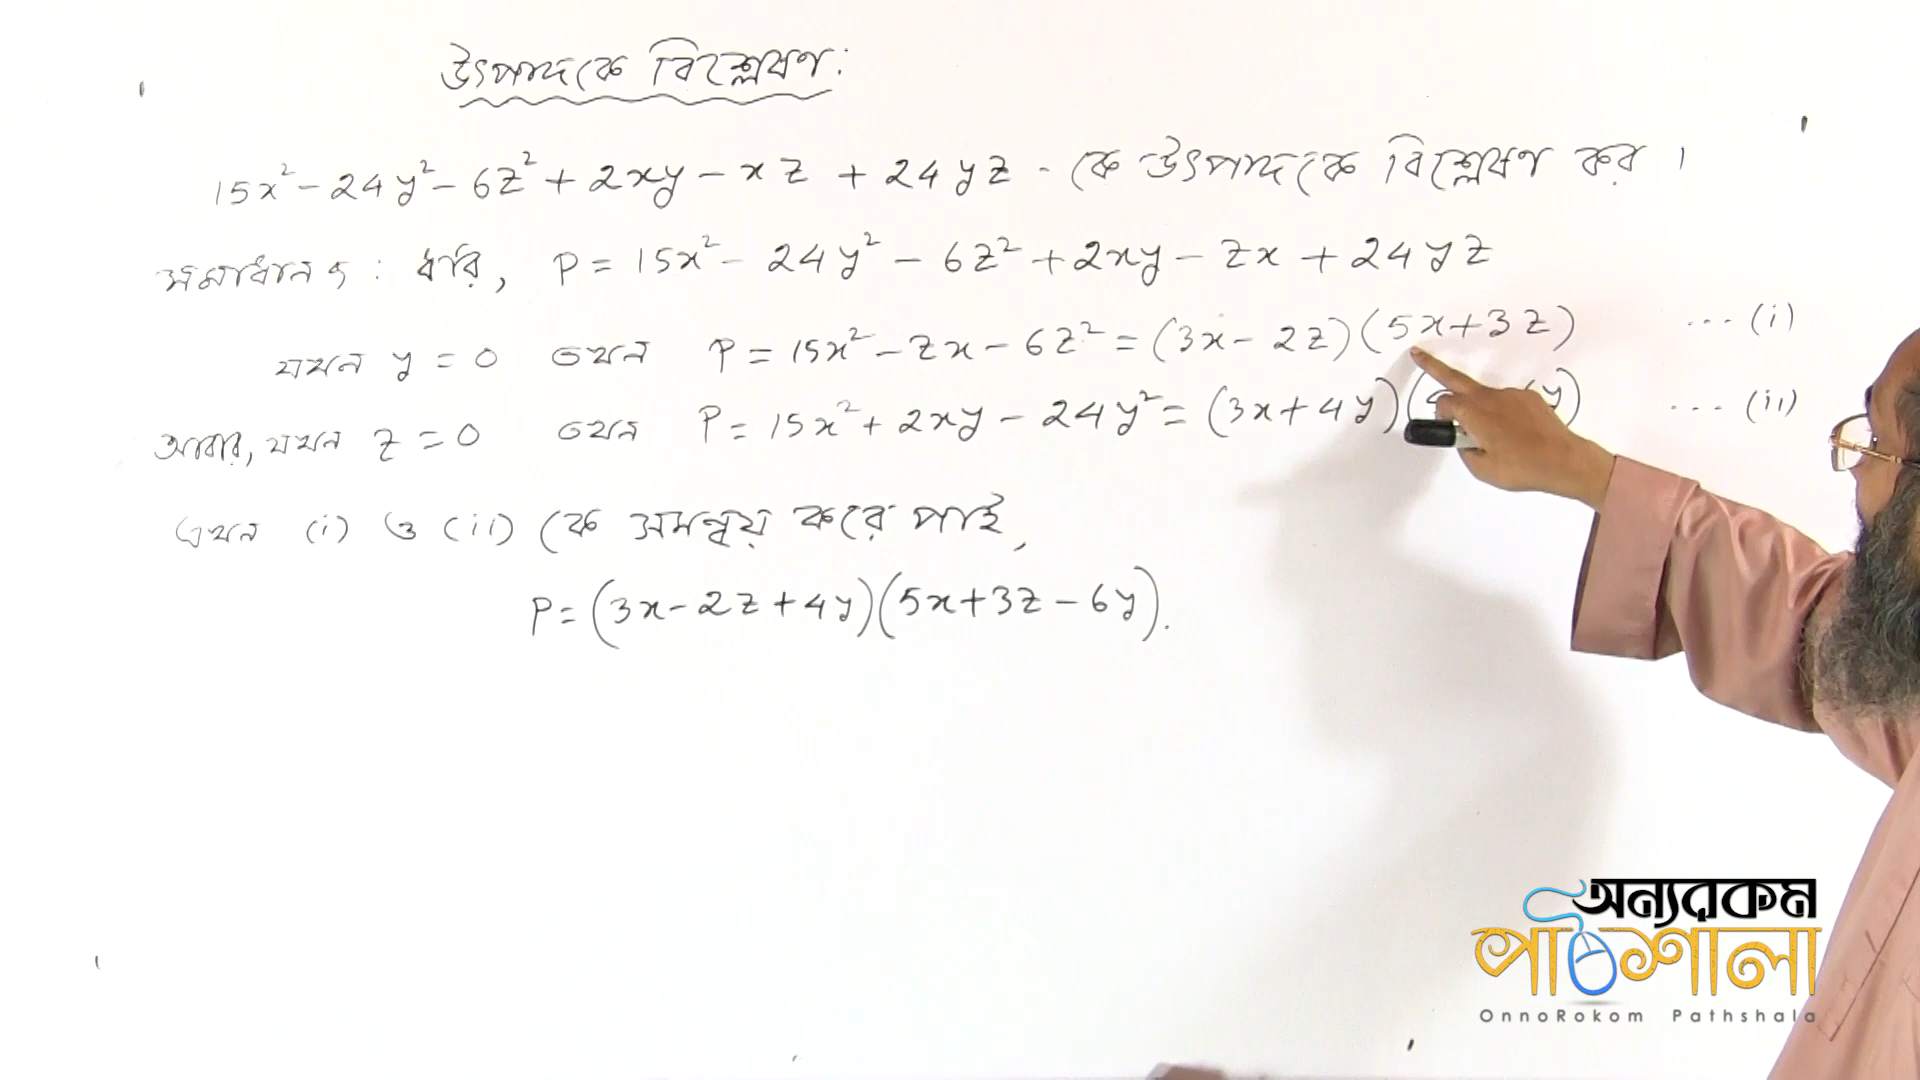 উৎপাদকে বিশ্লেষণ:
15x² - 24y² - 6z² + 2xy - xz + 24yz - কে উৎপাদকে বিশ্লেষণ কর।
সমাধানঃ : ধরি, P = 15x² - 24y² - 6z² + 2xy - zx + 24yz
যখন y = 0 তখন P = 15x² - zx - 6z² = (3x - 2z)(5x + 3z) ... (i)
আবার, যখন z = 0 তখন P = 15x² + 2xy - 24y² = (3x + 4y)( y) ... (ii)
এখন (i) ও (ii) কে সমন্বয় করে পাই,
P = (3x - 2z + 4y)(5x + 3z - 6y).
অন্যরকম
পাঠশালা
OnnoRokom Pathshala